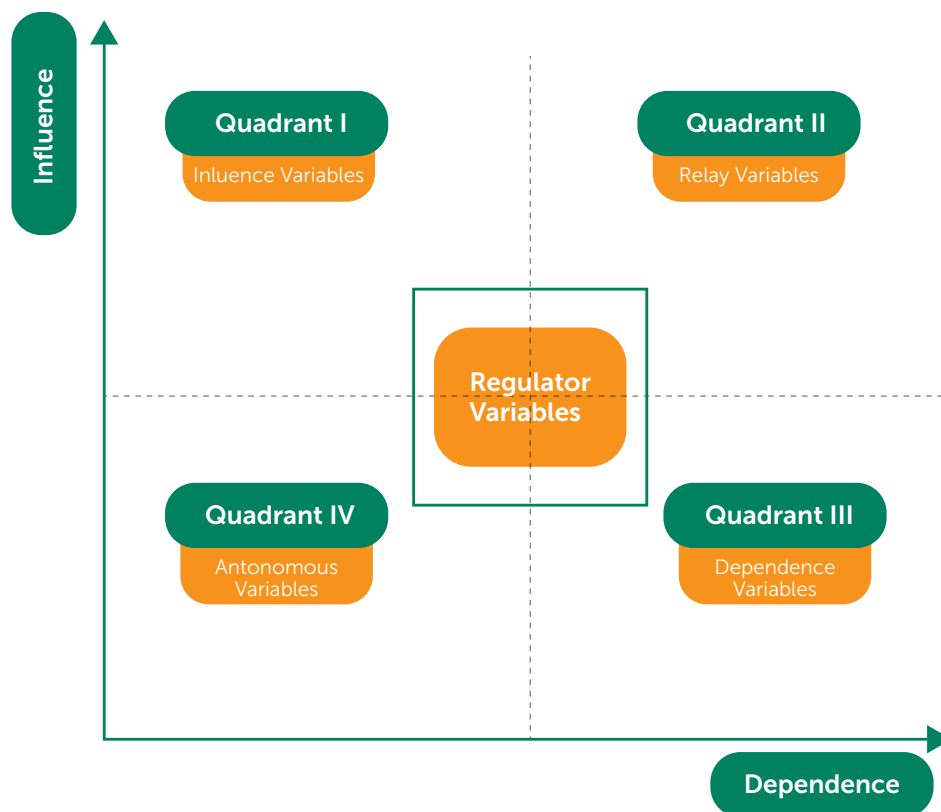 Influence
Quadrant I
Inluence Variables
Quadrant II
Relay Variables
Regulator
Variables
Quadrant IV
Antonomous
Variables
Quadrant III
Dependence
Variables
Dependence